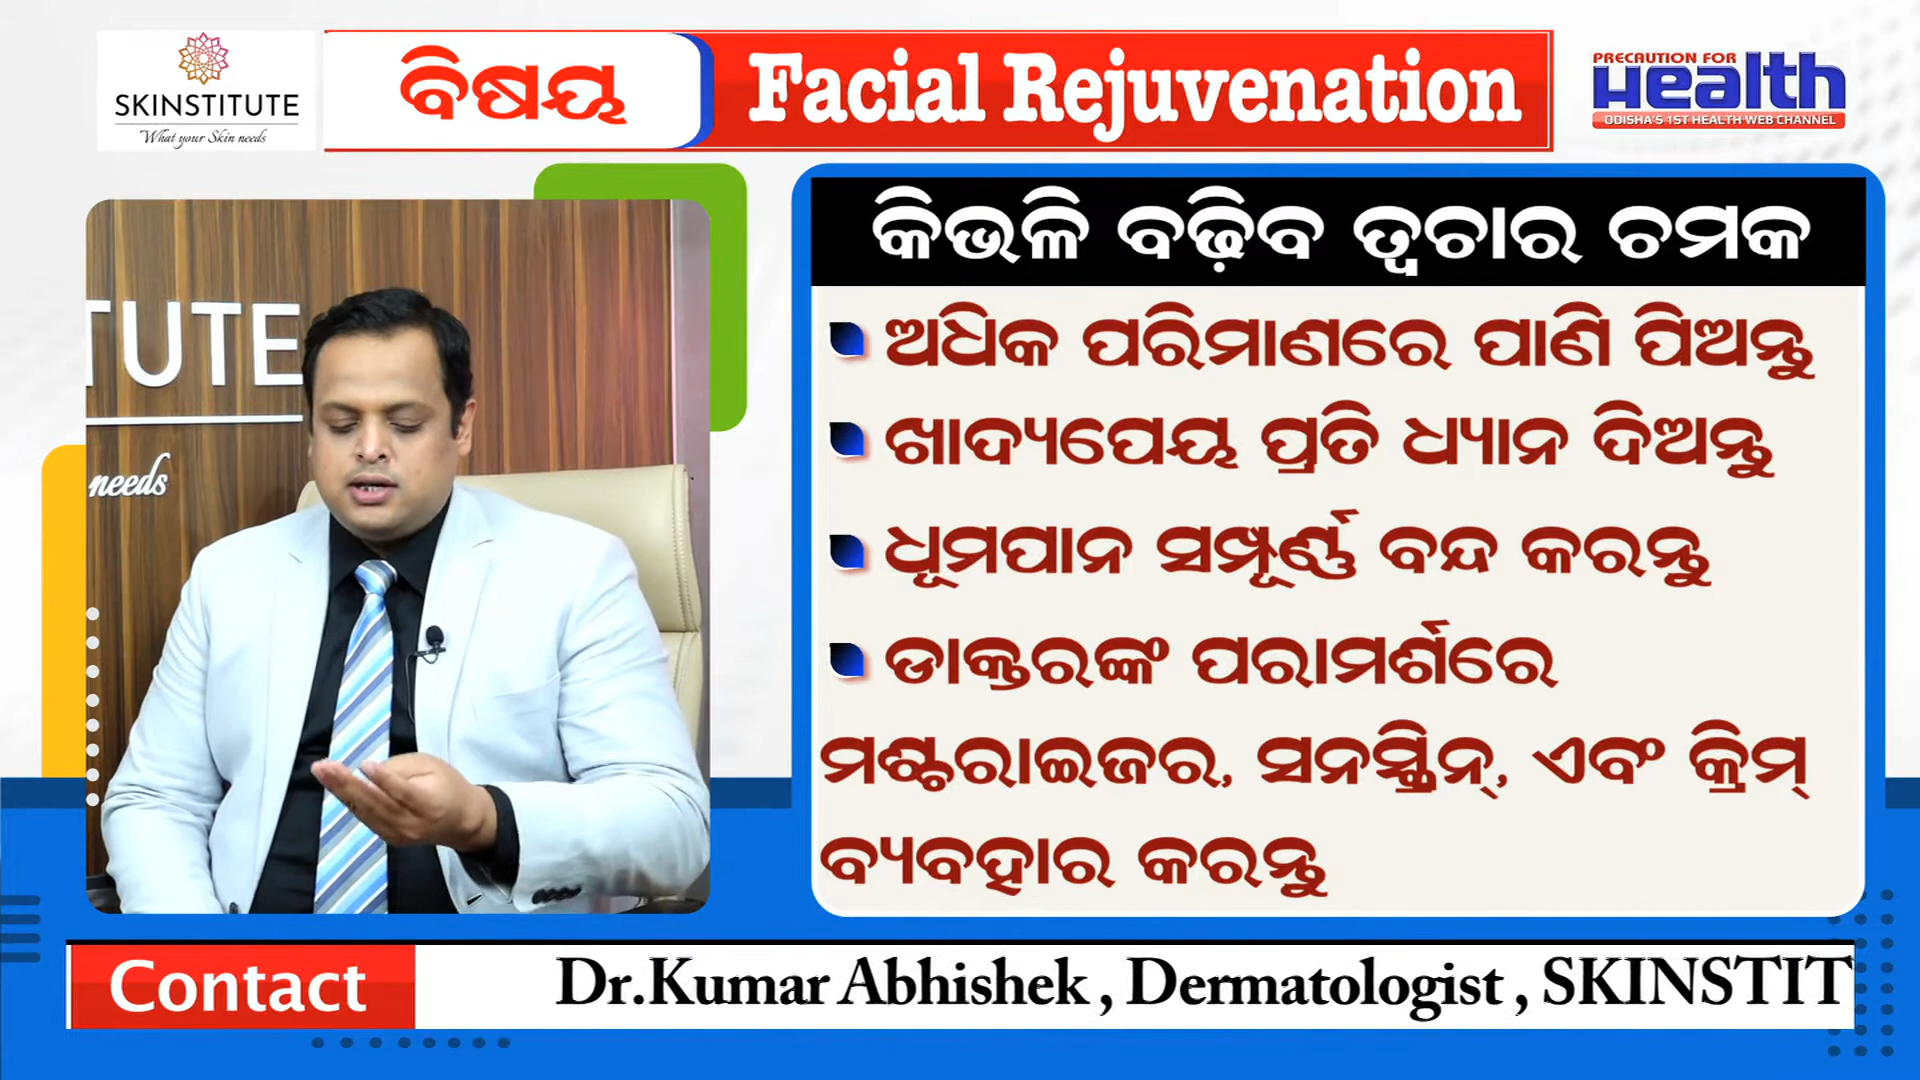 SKINSTITUTE
What your Skin needs
ବିଷୟ
Facial Rejuvenation
PRECAUTION FOR
Health
ODISHA'S 1ST HEALTH WEB CHANNEL
TUTE
needs
କିଭଳି ବଢ଼ିବ ତ୍ୱଚାର ଚମକ
ଅଧିକ ପରିମାଣରେ ପାଣି ପିଅନ୍ତୁ
ଖାଦ୍ୟପେୟ ପ୍ରତି ଧ୍ୟାନ ଦିଅନ୍ତୁ
ଧୂମପାନ ସମ୍ପୂର୍ଣ୍ଣ ବନ୍ଦ କରନ୍ତୁ
ଡାକ୍ତରଙ୍କ ପରାମର୍ଶରେ
ମଶ୍ଚରାଇଜର, ସନସ୍କ୍ରିନ୍, ଏବଂ କ୍ରିମ୍
ବ୍ୟବହାର କରନ୍ତୁ
Contact
Dr.Kumar Abhishek , Dermatologist , SKINSTIT